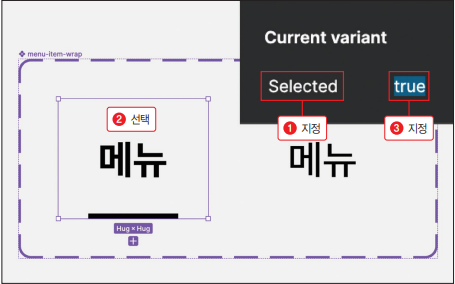 Current variant
menu-item-wrap
Selected
true
2 선택
1 지정
3 지정
메뉴
메뉴
Hug × Hug